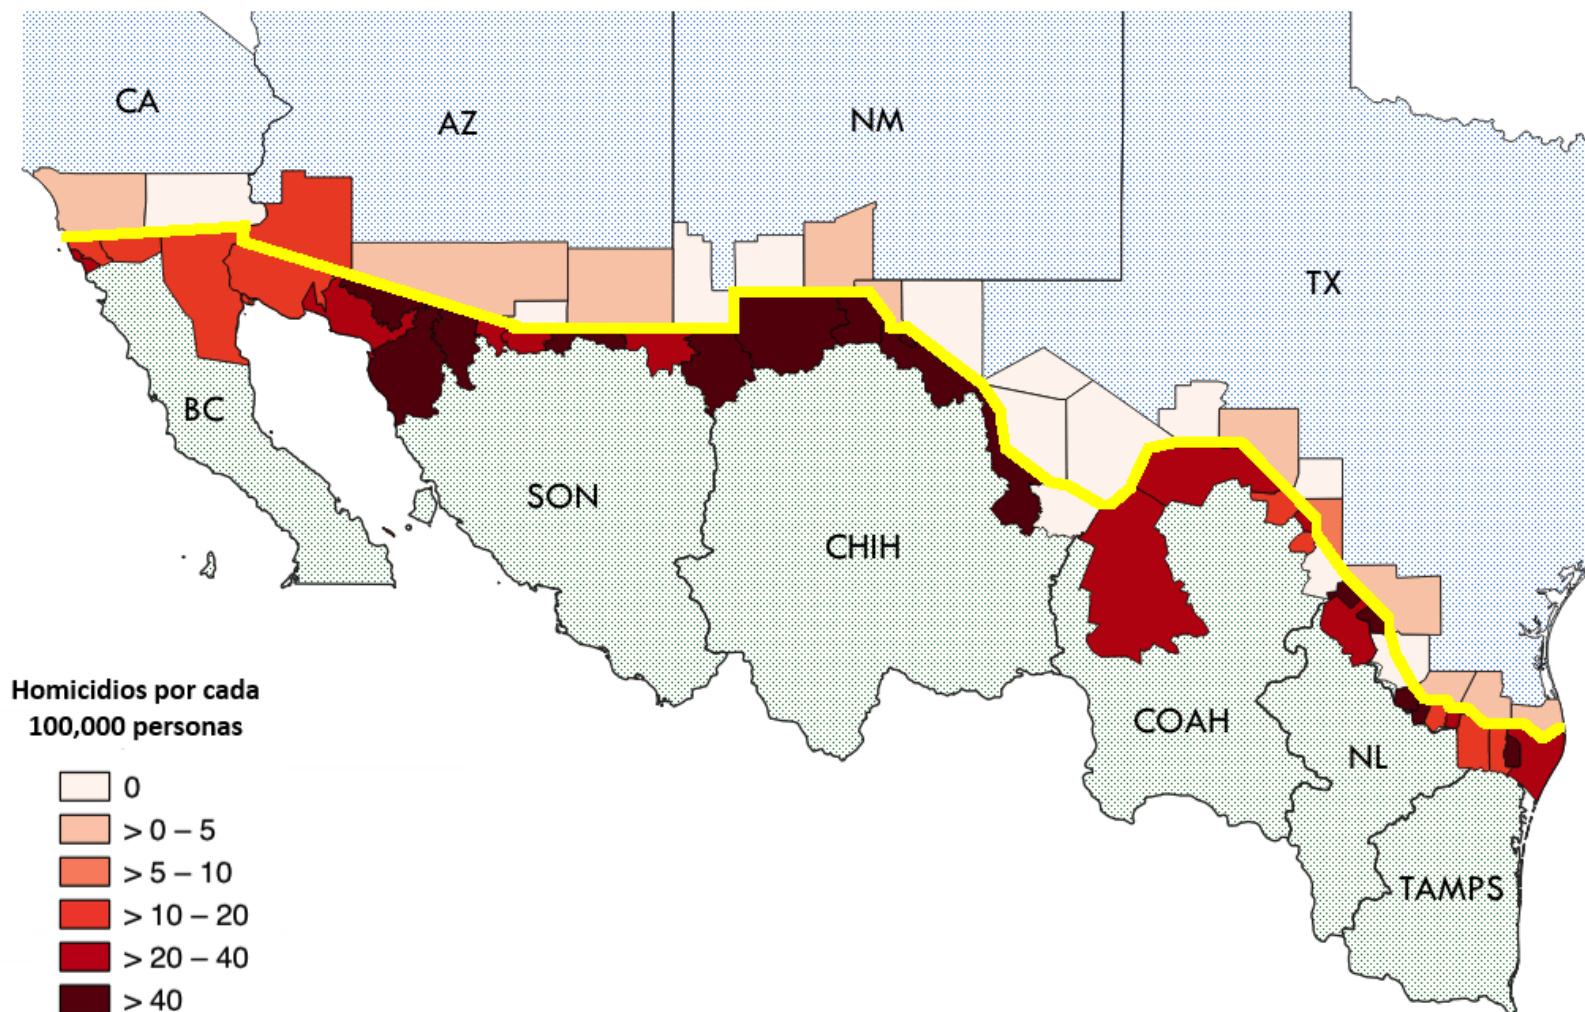 CA
AZ
NM
TX
BC
SON
CHIH
COAH
NL
TAMPS
Homicidios por cada
100,000 personas
0
> 0 – 5
> 5 – 10
> 10 – 20
> 20 – 40
> 40